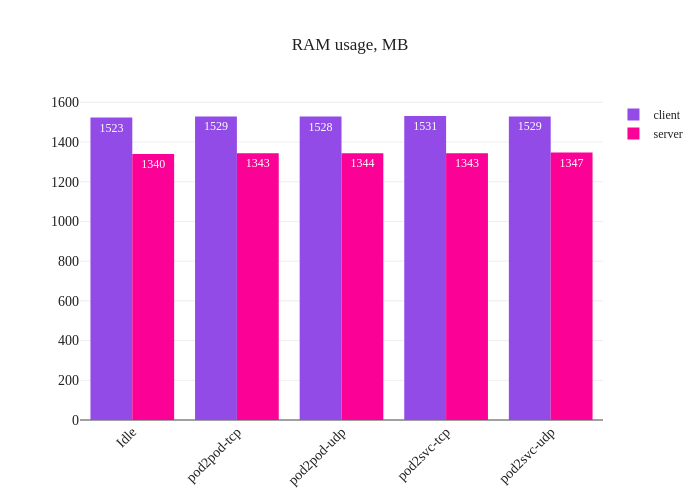 RAM usage, MB
1600
1400
1200
1000
800
600
400
200
0
1523
1340
1529
1343
1528
1344
1531
1343
1529
1347
Idle
pod2pod-tcp
pod2pod-udp
pod2svc-tcp
pod2svc-udp
client
server